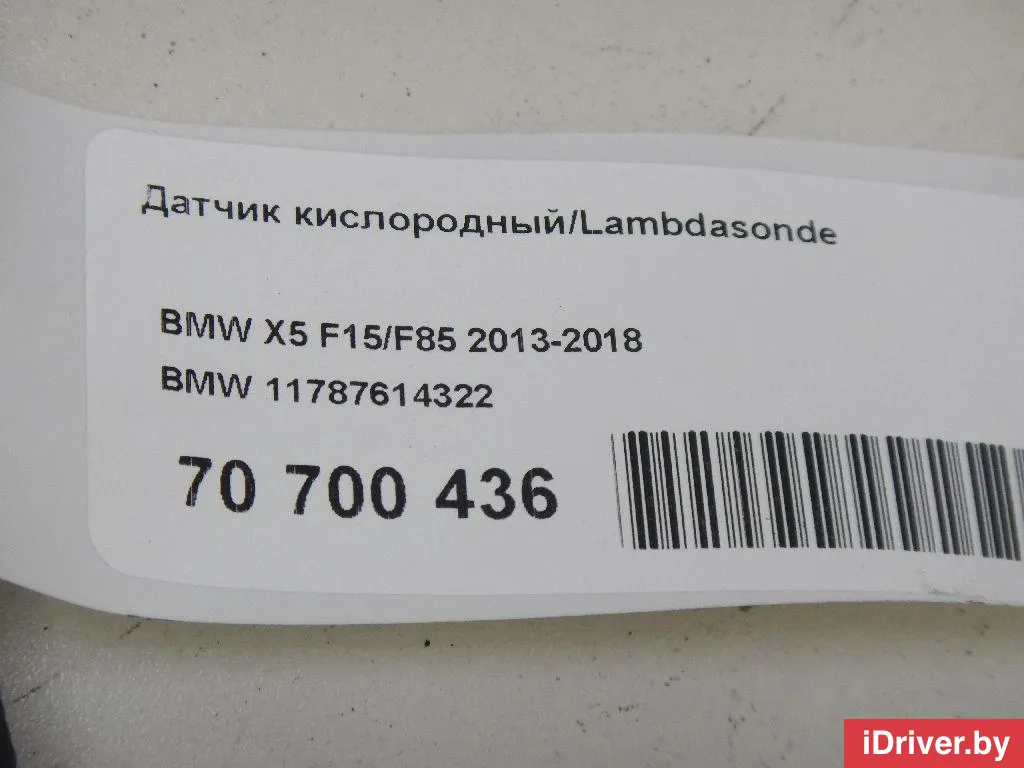 Датчик кислородный/Lambdasonde
BMW X5 F15/F85 2013-2018
BMW 11787614322
70 700 436
iDriver.by